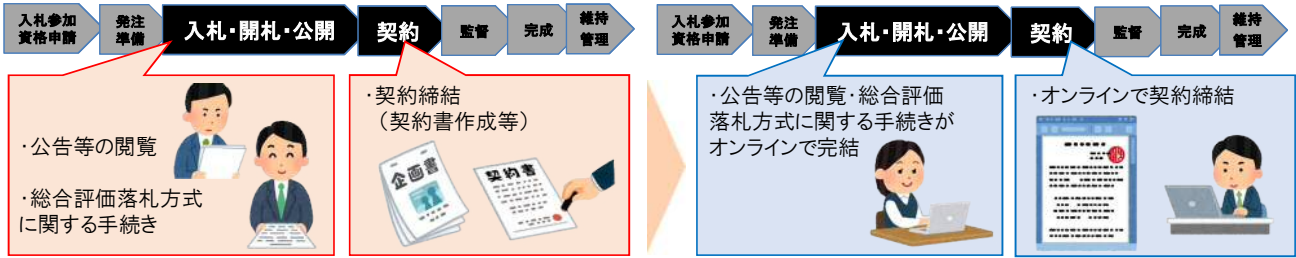 入札参加
資格申請
発注
準備
入札・開札・公開
契約
監督
完成
維持
管理
・公告等の閲覧
・総合評価落札方式
に関する手続き
・契約締結
（契約書作成等）
企画書
契約書
入札参加
資格申請
発注
準備
入札・開札・公開
契約
監督
完成
維持
管理
・公告等の閲覧・総合評価
落札方式に関する手続きが
オンラインで完結
・オンラインで契約締結